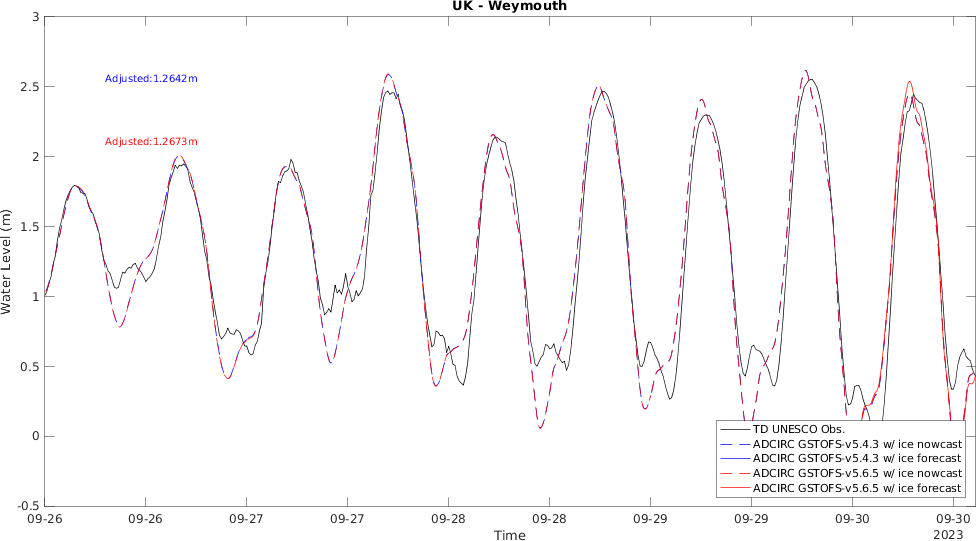 UK - Weymouth
3
2.5
2
1.5
1
0.5
0
-0.5
Water Level (m)
Adjusted:1.2642m
Adjusted:1.2673m
TD UNESCO Obs.
ADCIRC GSTOFS-v5.4.3 w/ ice nowcast
ADCIRC GSTOFS-v5.4.3 w/ ice forecast
ADCIRC GSTOFS-v5.6.5 w/ ice nowcast
ADCIRC GSTOFS-v5.6.5 w/ ice forecast
09-26 09-26 09-27 09-27 09-28 09-28 09-29 09-29 09-30 09-30
2023
Time